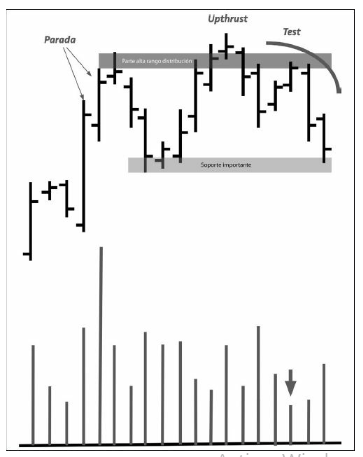 Upthrust
Parada
Test
Parte alta rango distribución
Soporte importante